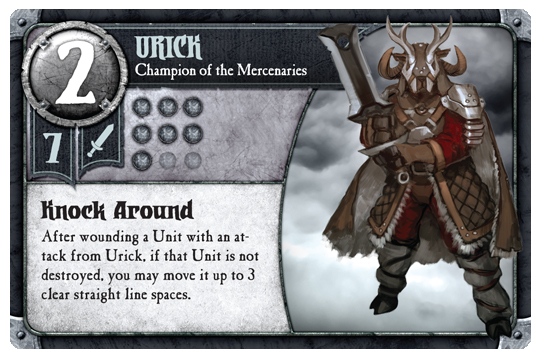 2
URICK
Champion of the Mercenaries
7
Knock Around
After wounding a Unit with an at-
tack from Urick, if that Unit is not
destroyed, you may move it up to 3
clear straight line spaces.